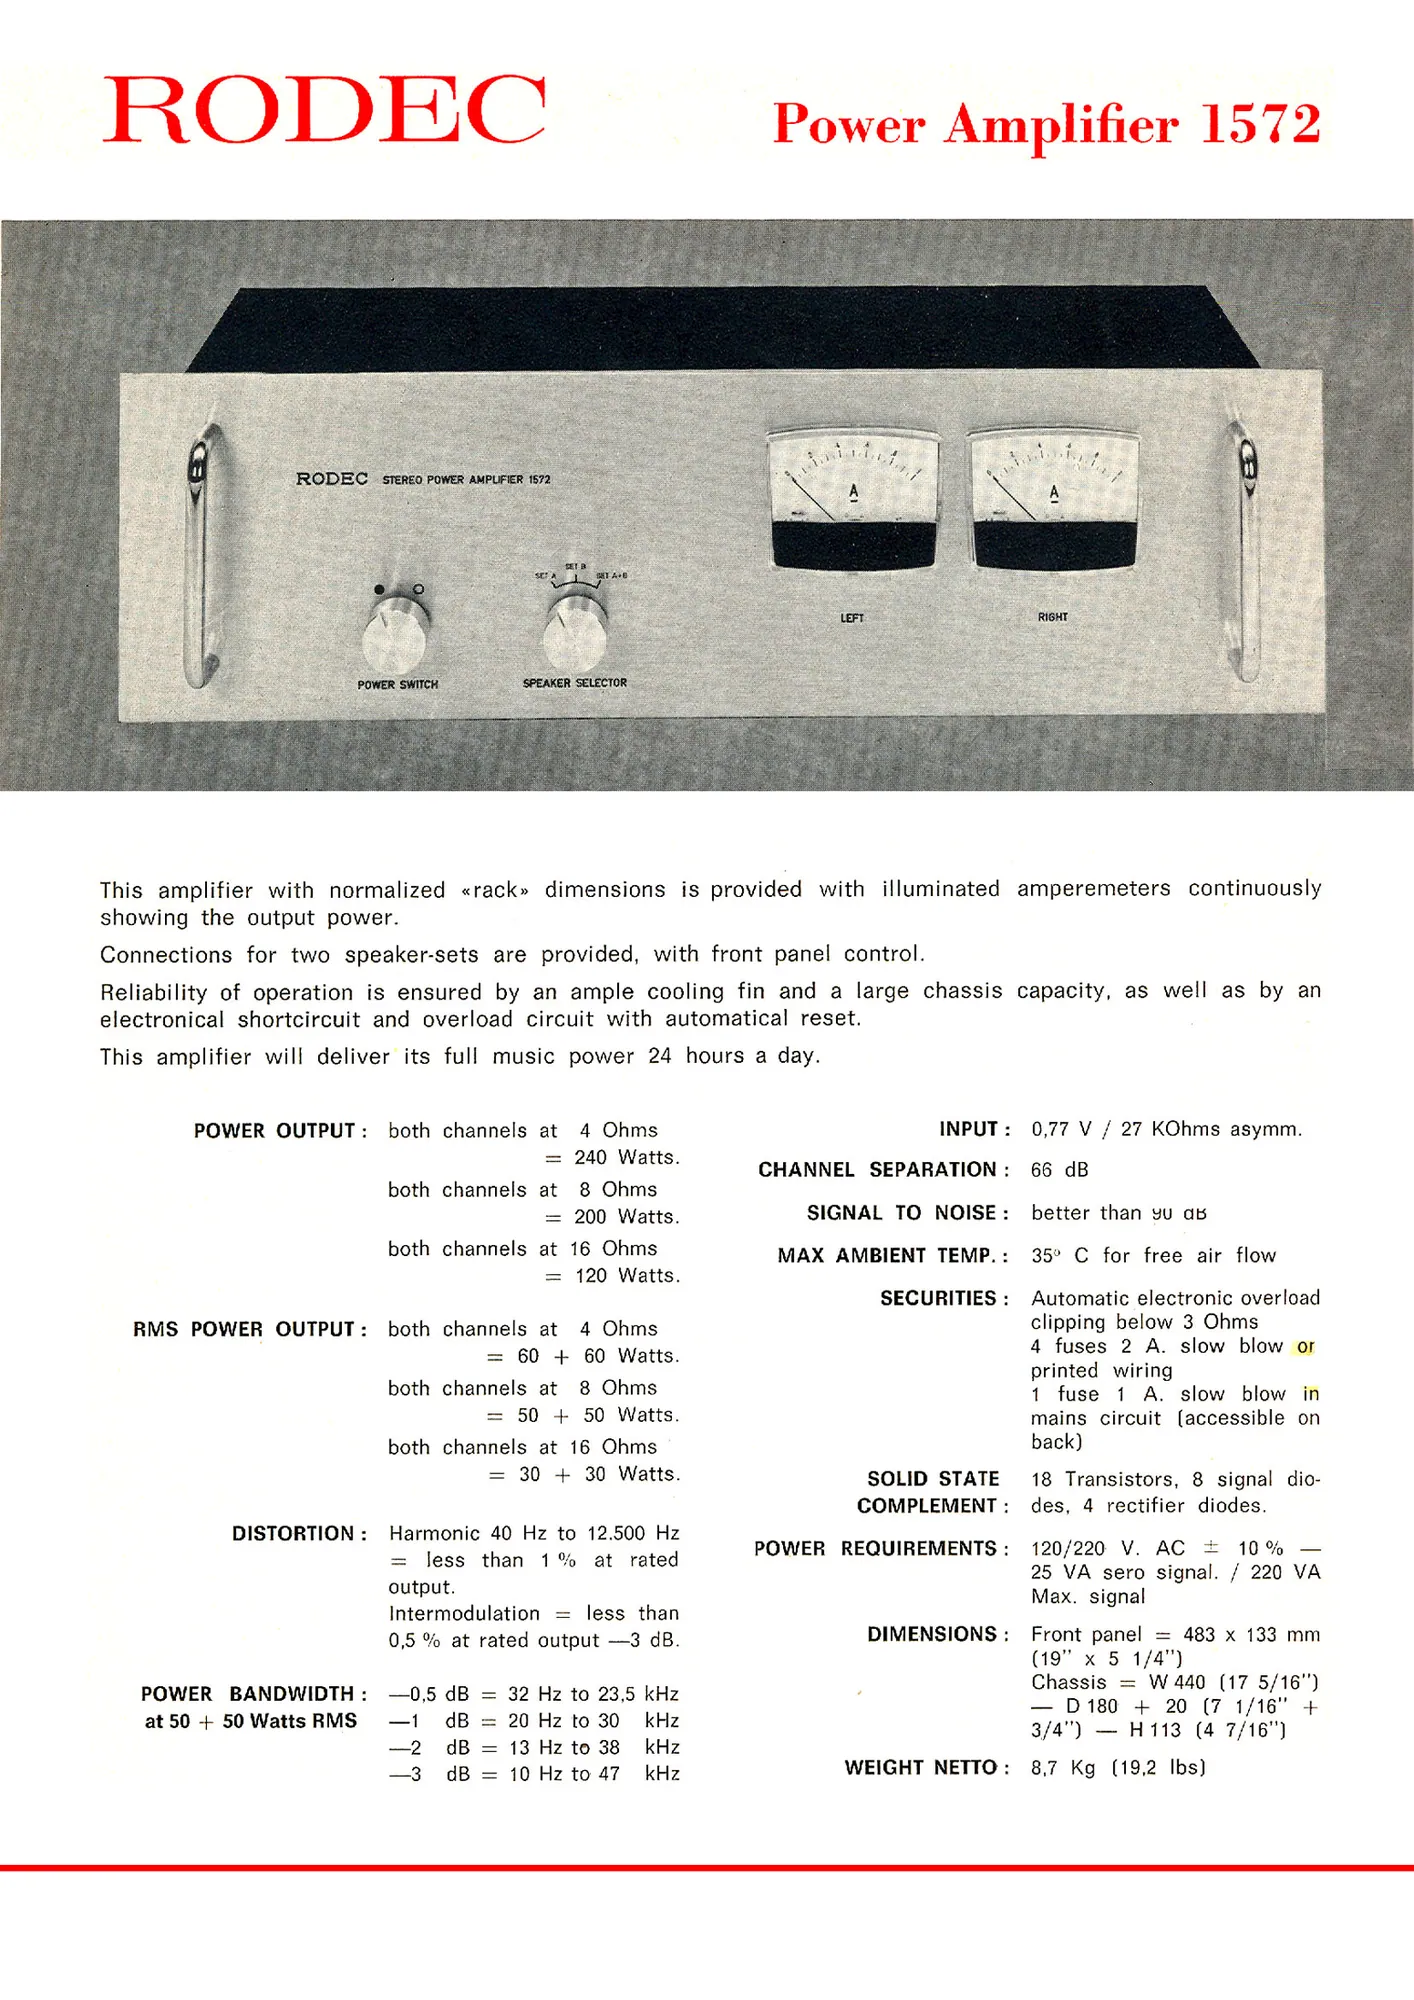 RODEC
Power Amplifier 1572
RODEC STEREO POWER AMPLIFIER 1572
SET A
SET B
SET A+B
POWER SWITCH
SPEAKER SELECTOR
A
LEFT
A
RIGHT
This amplifier with normalized «rack» dimensions is provided with illuminated amperemeters continuously
showing the output power.
Connections for two speaker-sets are provided, with front panel control.
Reliability of operation is ensured by an ample cooling fin and a large chassis capacity, as well as by an
electronical shortcircuit and overload circuit with automatical reset.
This amplifier will deliver its full music power 24 hours a day.
POWER OUTPUT : both channels at 4 Ohms
= 240 Watts.
both channels at 8 Ohms
= 200 Watts.
both channels at 16 Ohms
= 120 Watts.
RMS POWER OUTPUT : both channels at 4 Ohms
= 60 + 60 Watts.
both channels at 8 Ohms
= 50 + 50 Watts.
both channels at 16 Ohms
= 30 + 30 Watts.
DISTORTION : Harmonic 40 Hz to 12.500 Hz
= less than 1 % at rated
output.
Intermodulation = less than
0,5 % at rated output —3 dB.
POWER BANDWIDTH : —0,5 dB = 32 Hz to 23,5 kHz
at 50 + 50 Watts RMS —1 dB = 20 Hz to 30 kHz
—2 dB = 13 Hz to 38 kHz
—3 dB = 10 Hz to 47 kHz
INPUT : 0,77 V / 27 KOhms asymm.
CHANNEL SEPARATION : 66 dB
SIGNAL TO NOISE : better than 90 dB
MAX AMBIENT TEMP. : 35° C for free air flow
SECURITIES : Automatic electronic overload
clipping below 3 Ohms
4 fuses 2 A. slow blow or
printed wiring
1 fuse 1 A. slow blow in
mains circuit (accessible on
back)
SOLID STATE 18 Transistors, 8 signal dio-
COMPLEMENT : des, 4 rectifier diodes.
POWER REQUIREMENTS : 120/220 V. AC ± 10 % —
25 VA sero signal. / 220 VA
Max. signal
DIMENSIONS : Front panel = 483 x 133 mm
(19" x 5 1/4")
Chassis = W 440 (17 5/16")
— D 180 + 20 (7 1/16" +
3/4") — H 113 (4 7/16")
WEIGHT NETTO : 8,7 Kg (19,2 lbs)